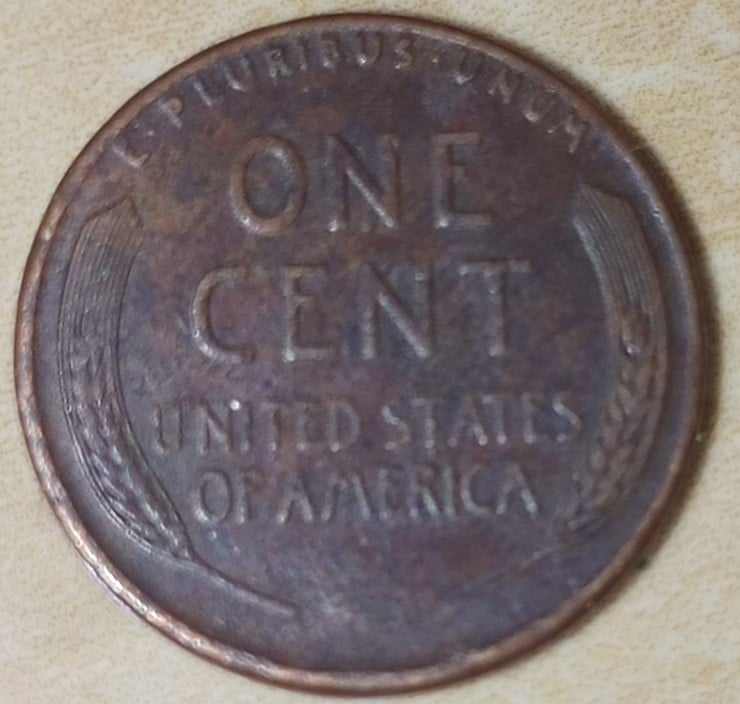 E · PLURIBUS · UNUM
ONE
CENT
UNITED STATES
OF AMERICA